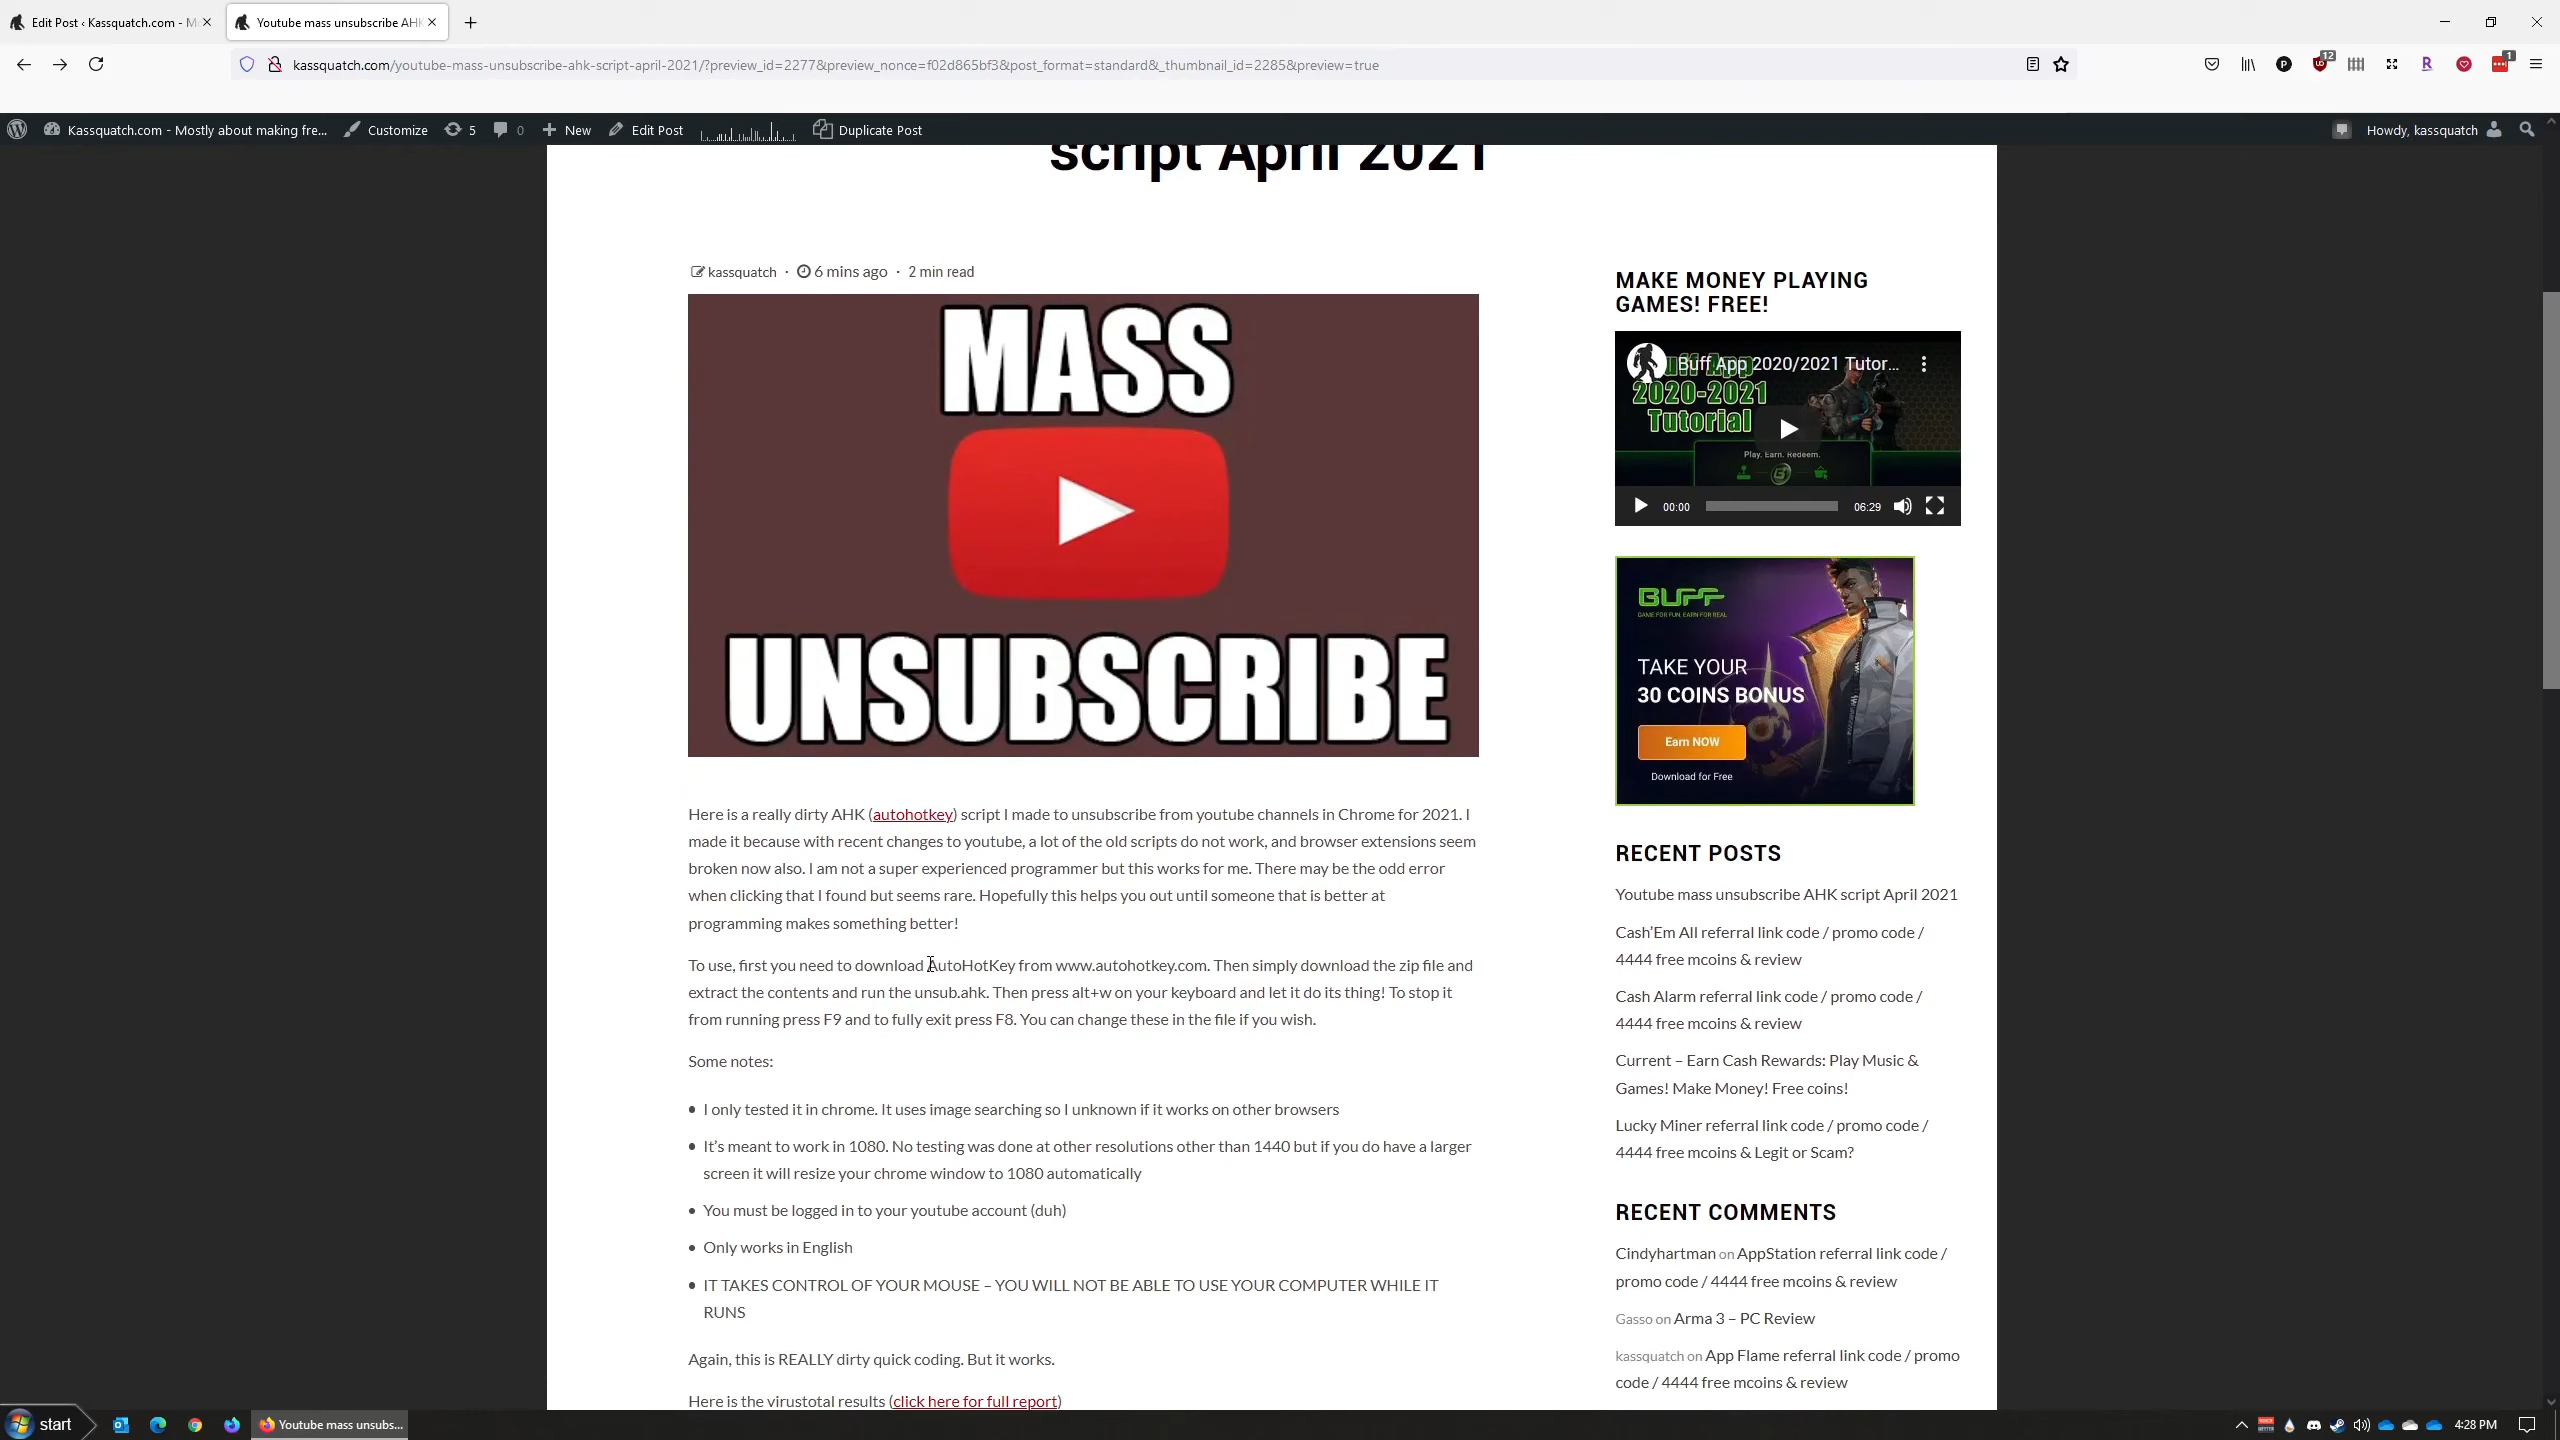 Edit Post ‹ Kassquatch.com - M
Youtube mass unsubscribe AHK
kassquatch.com/youtube-mass-unsubscribe-ahk-script-april-2021/?preview_id=2277&preview_nonce=f02d865bf3&post_format=standard&_thumbnail_id=2285&preview=true
12
1
Kassquatch.com - Mostly about making fre...
Customize
5
0
New
Edit Post
Duplicate Post
Howdy, kassquatch
script April 2021
kassquatch · 6 mins ago · 2 min read
MASS
UNSUBSCRIBE
Here is a really dirty AHK (autohotkey) script I made to unsubscribe from youtube channels in Chrome for 2021. I
made it because with recent changes to youtube, a lot of the old scripts do not work, and browser extensions seem
broken now also. I am not a super experienced programmer but this works for me. There may be the odd error
when clicking that I found but seems rare. Hopefully this helps you out until someone that is better at
programming makes something better!
To use, first you need to download AutoHotKey from www.autohotkey.com. Then simply download the zip file and
extract the contents and run the unsub.ahk. Then press alt+w on your keyboard and let it do its thing! To stop it
from running press F9 and to fully exit press F8. You can change these in the file if you wish.
Some notes:
• I only tested it in chrome. It uses image searching so I unknown if it works on other browsers
• It's meant to work in 1080. No testing was done at other resolutions other than 1440 but if you do have a larger
screen it will resize your chrome window to 1080 automatically
• You must be logged in to your youtube account (duh)
• Only works in English
• IT TAKES CONTROL OF YOUR MOUSE – YOU WILL NOT BE ABLE TO USE YOUR COMPUTER WHILE IT
RUNS
Again, this is REALLY dirty quick coding. But it works.
Here is the virustotal results (click here for full report)
MAKE MONEY PLAYING
GAMES! FREE!
Buff App 2020/2021 Tutor...
Buff App
2020-2021
Tutorial
Play. Earn. Redeem.
00:00
06:29
BUFF
GAME FOR FUN, EARN FOR REAL
TAKE YOUR
30 COINS BONUS
Earn NOW
Download for Free
RECENT POSTS
Youtube mass unsubscribe AHK script April 2021
Cash'Em All referral link code / promo code /
4444 free mcoins & review
Cash Alarm referral link code / promo code /
4444 free mcoins & review
Current – Earn Cash Rewards: Play Music &
Games! Make Money! Free coins!
Lucky Miner referral link code / promo code /
4444 free mcoins & Legit or Scam?
RECENT COMMENTS
Cindyhartman on AppStation referral link code /
promo code / 4444 free mcoins & review
Gasso on Arma 3 – PC Review
kassquatch on App Flame referral link code / promo
code / 4444 free mcoins & review
start
Youtube mass unsubs...
4:28 PM